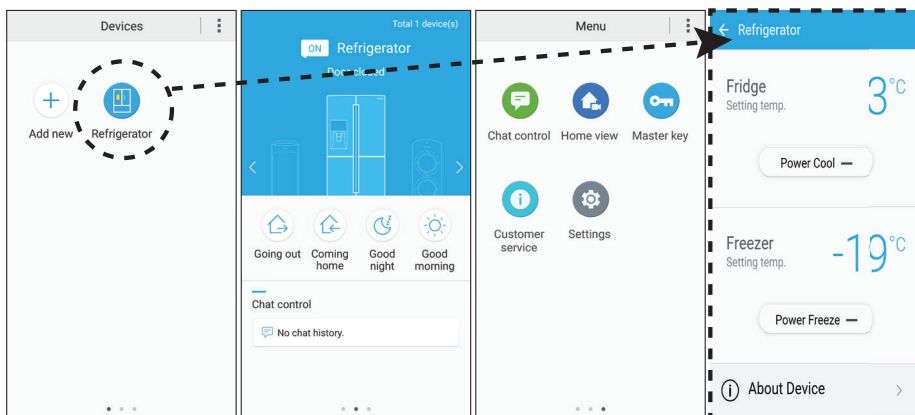 Devices
Add new
Refrigerator
Total 1 device(s)
ON Refrigerator
Door closed
Going out
Coming
home
Good
night
Good
morning
Chat control
No chat history.
Menu
Chat control
Home view
Master key
Customer
service
Settings
Refrigerator
Fridge
Setting temp.
3°C
Power Cool —
Freezer
Setting temp.
-19°C
Power Freeze —
About Device